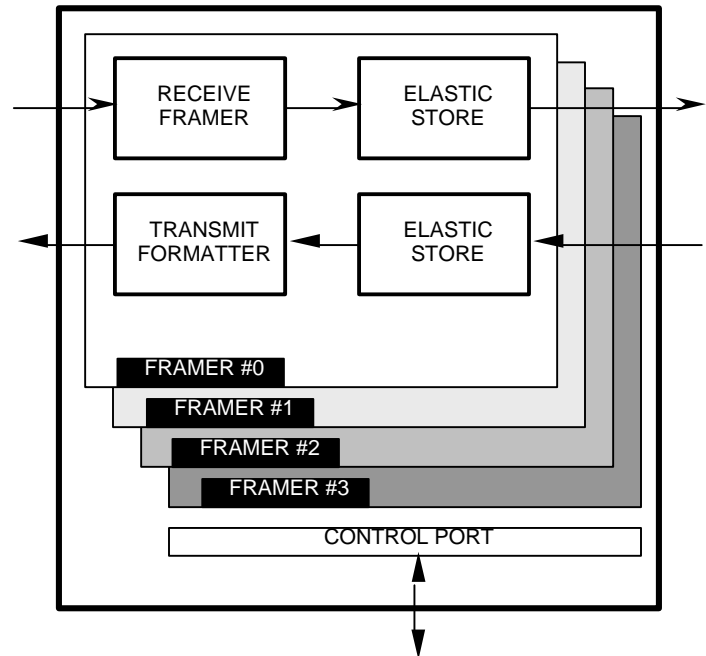 RECEIVE
FRAMER
ELASTIC
STORE
TRANSMIT
FORMATTER
ELASTIC
STORE
FRAMER #0
FRAMER #1
FRAMER #2
FRAMER #3
CONTROL PORT